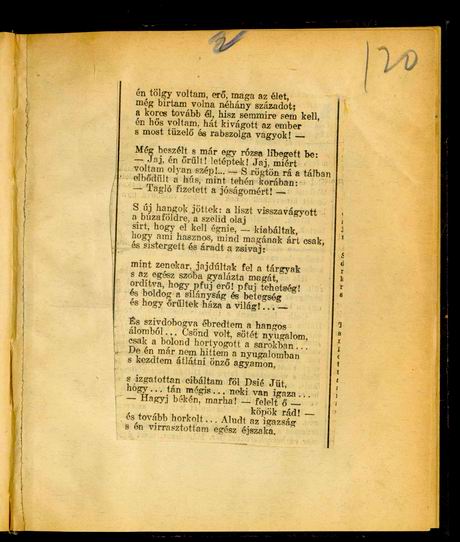 2
120
én tölgy voltam, erő, maga az élet,
még birtam volna néhány századot;
a korcs tovább él, hisz semmire sem kell,
én hős voltam, hát kivágott az ember
s most tüzelő és rabszolga vagyok! —
Még beszélt s már egy rózsa libegett be:
— Jaj, én őrült! letéptek! Jaj, miért
voltam olyan szép!... — S rögtön rá a tálban
elbődült a hús, mint tehén korában:
— Tagló fizetett a jóságomért! —
S új hangok jöttek: a liszt visszavágyott
a búzaföldre, a szelid olaj
sirt, hogy el kell égnie, — kiabáltak,
hogy ami hasznos, mind magának árt csak,
és sistergett és áradt a zsivaj:
mint zenekar, jajdúltak fel a tárgyak
s az egész szoba gyalázta magát,
orditva, hogy pfuj erő! pfuj tehetség!
és boldog a silányság és betegség
és hogy őrültek háza a világ!... —
És szivdobogva ébredtem a hangos
álomból... Csönd volt, sötét nyugalom,
csak a bolond hortyogott a sarokban...
De én már nem hittem a nyugalomban
s kezdtem átlátni önző agyamon,
s izgatottan cibáltam föl Dsié Jüt,
hogy... tán mégis... neki van igaza...
— Hagyj békén, marha! — felelt ő —
köpök rád! —
és tovább horkolt... Aludt az igazság
s én virrasztottam egész éjszaka.